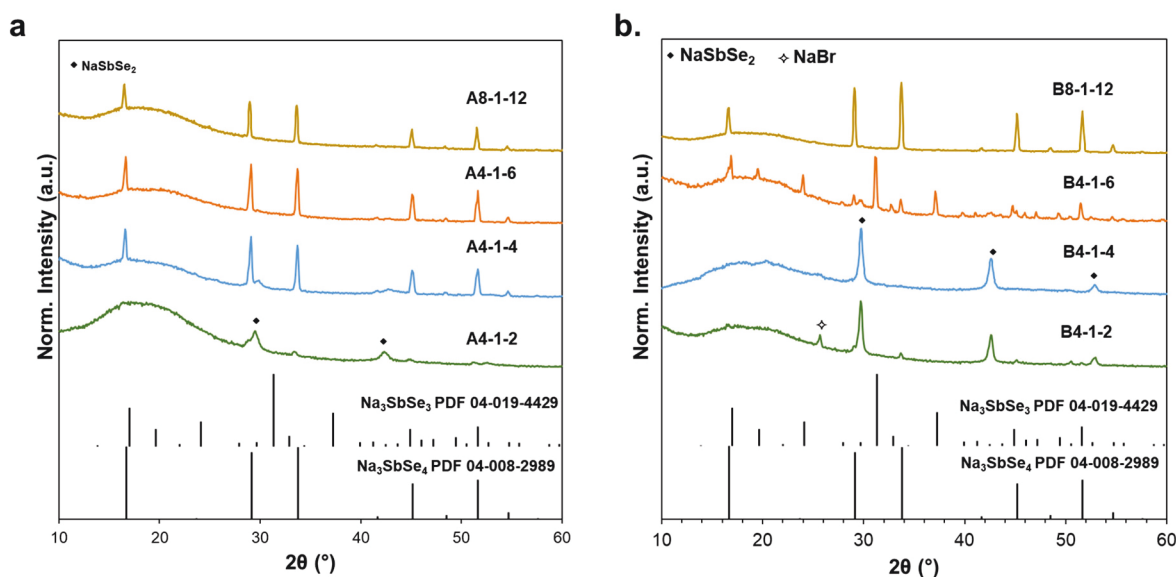 a
Norm. Intensity (a.u.)
◆ NaSbSe₂
A8-1-12
A4-1-6
A4-1-4
A4-1-2
Na₃SbSe₃ PDF 04-019-4429
Na₃SbSe₄ PDF 04-008-2989
10 20 30 40 50 60
2θ (°)
b.
Norm. Intensity (a.u.)
◆ NaSbSe₂ ✧ NaBr
B8-1-12
B4-1-6
B4-1-4
B4-1-2
Na₃SbSe₃ PDF 04-019-4429
Na₃SbSe₄ PDF 04-008-2989
10 20 30 40 50 60
2θ (°)